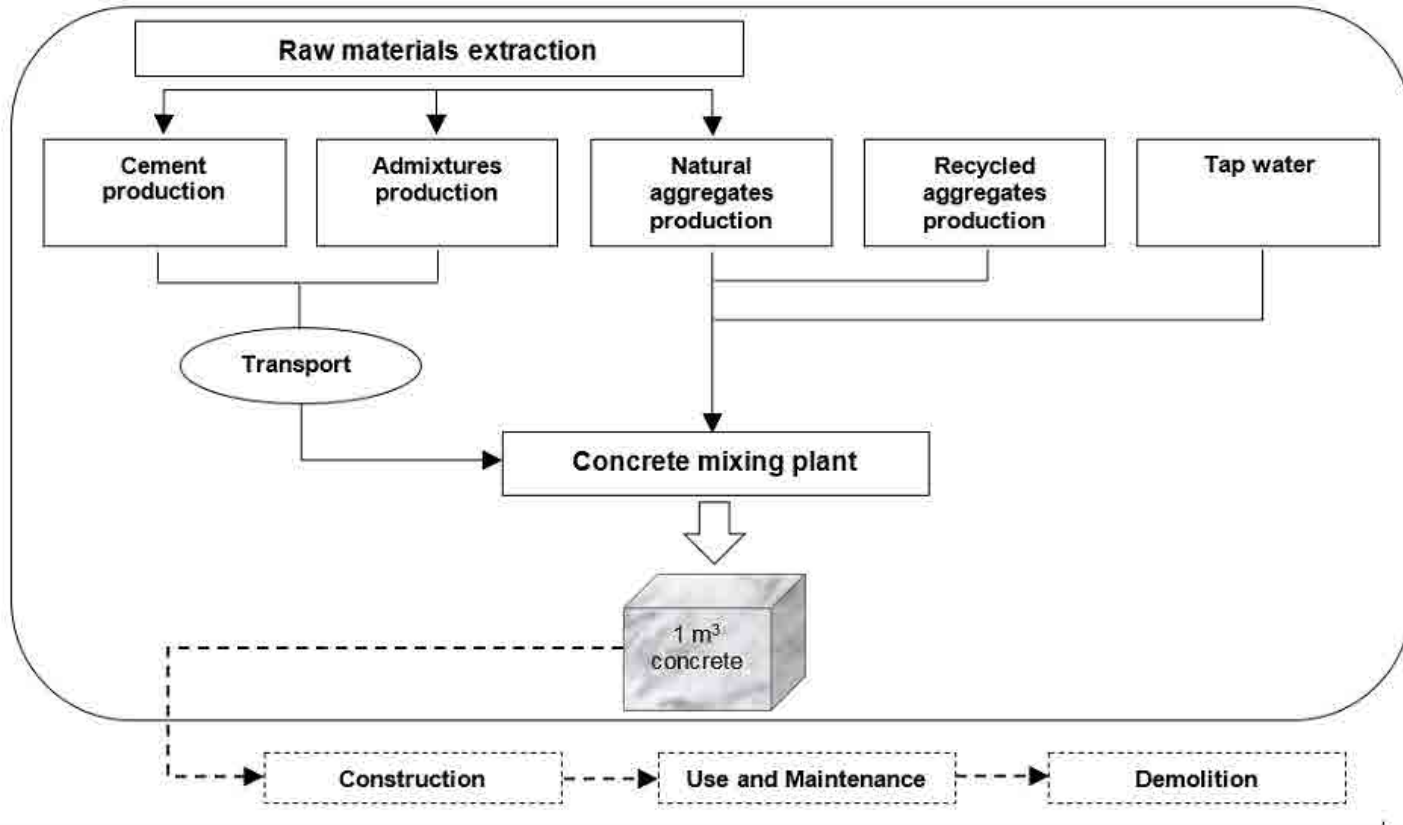 Raw materials extraction
Cement
production
Admixtures
production
Natural
aggregates
production
Recycled
aggregates
production
Tap water
Transport
Concrete mixing plant
1 m³
concrete
Construction
Use and Maintenance
Demolition